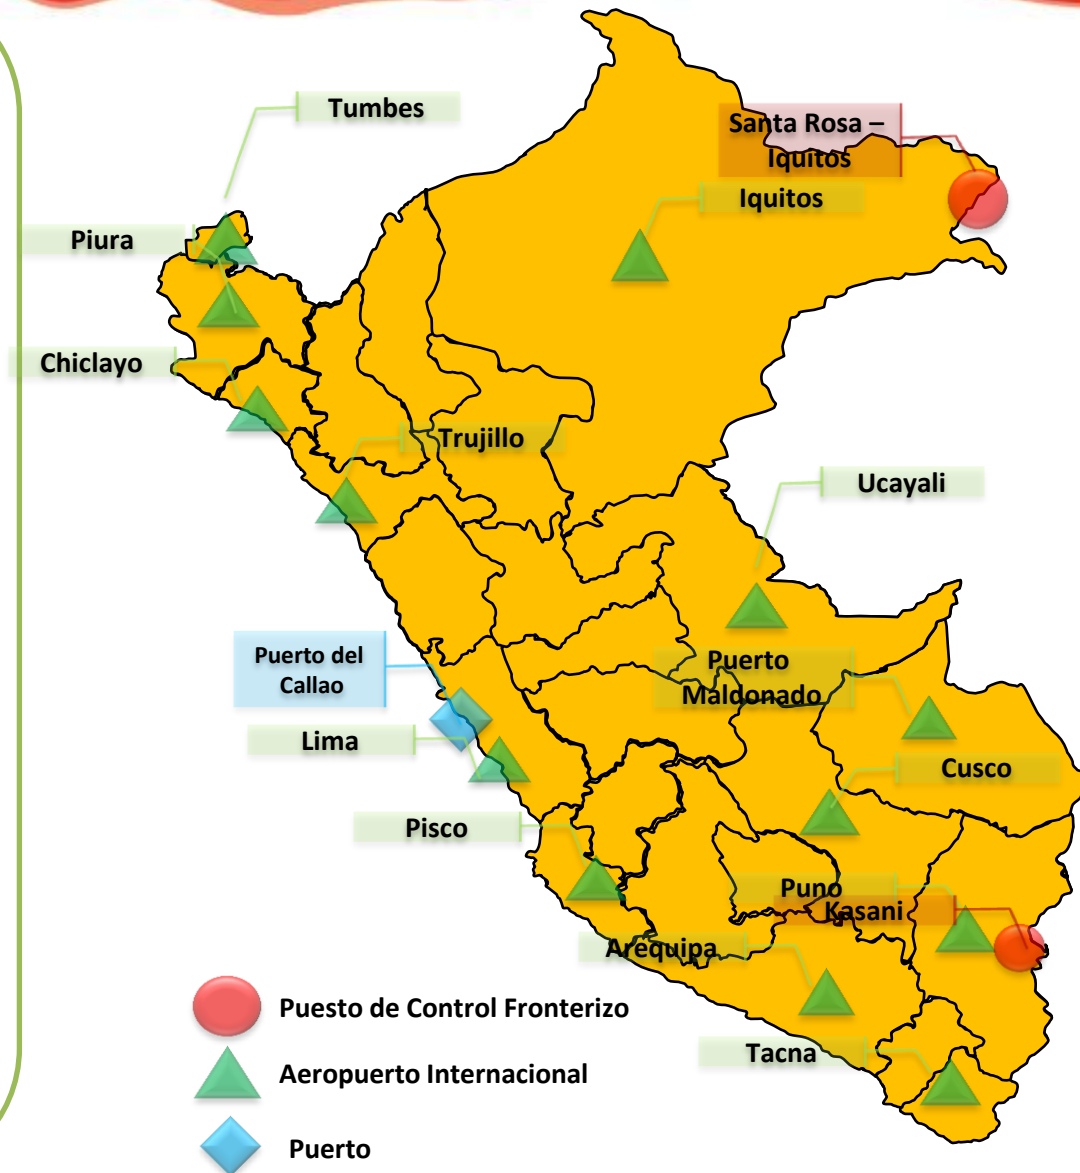 Tumbes
Santa Rosa –
Iquitos
Iquitos
Piura
Chiclayo
Trujillo
Ucayali
Puerto del
Callao
Puerto
Maldonado
Lima
Cusco
Pisco
Puno
Kasani
Arequipa
Puesto de Control Fronterizo
Tacna
Aeropuerto Internacional
Puerto